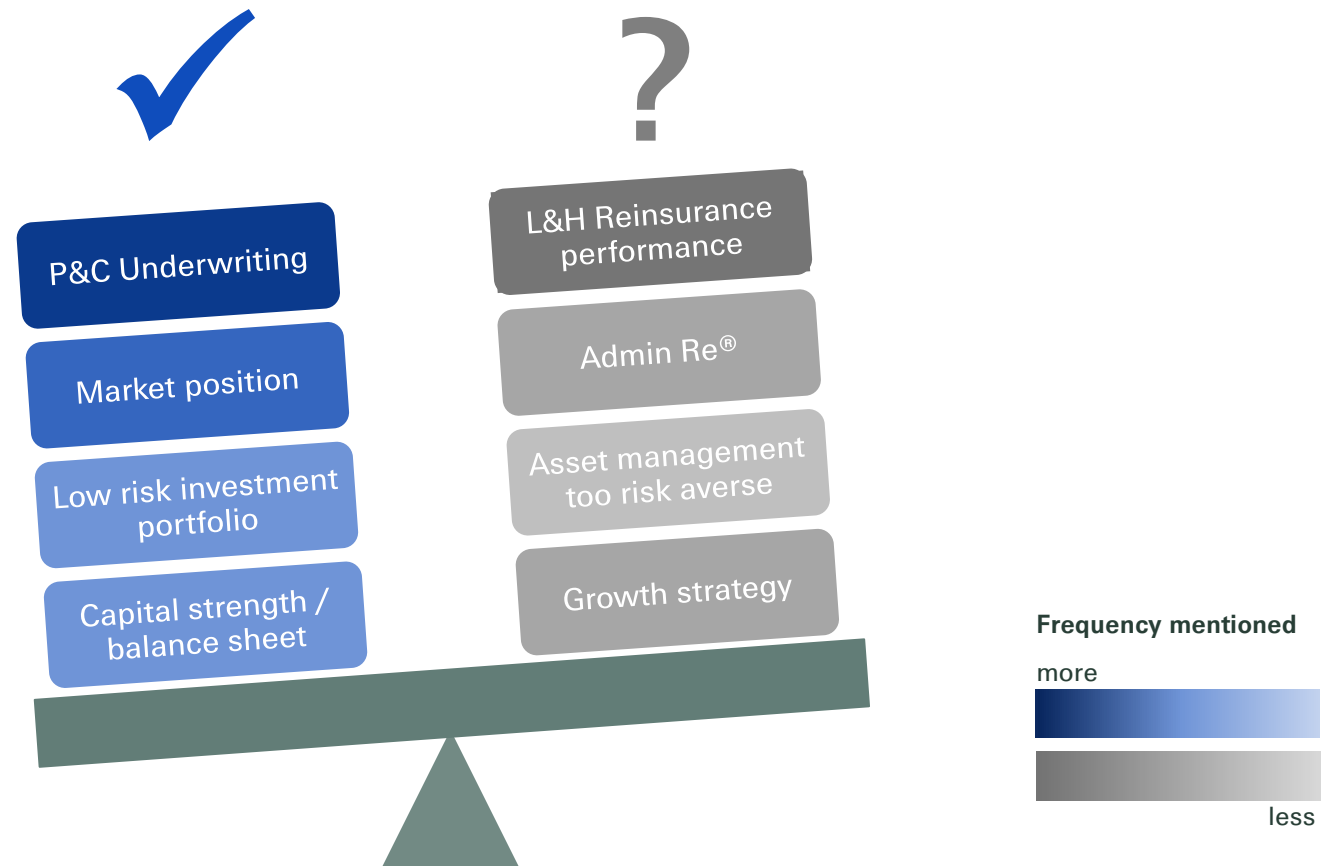 ?
P&C Underwriting
Market position
Low risk investment
portfolio
Capital strength /
balance sheet
L&H Reinsurance
performance
Admin Re®
Asset management
too risk averse
Growth strategy
Frequency mentioned
more
less